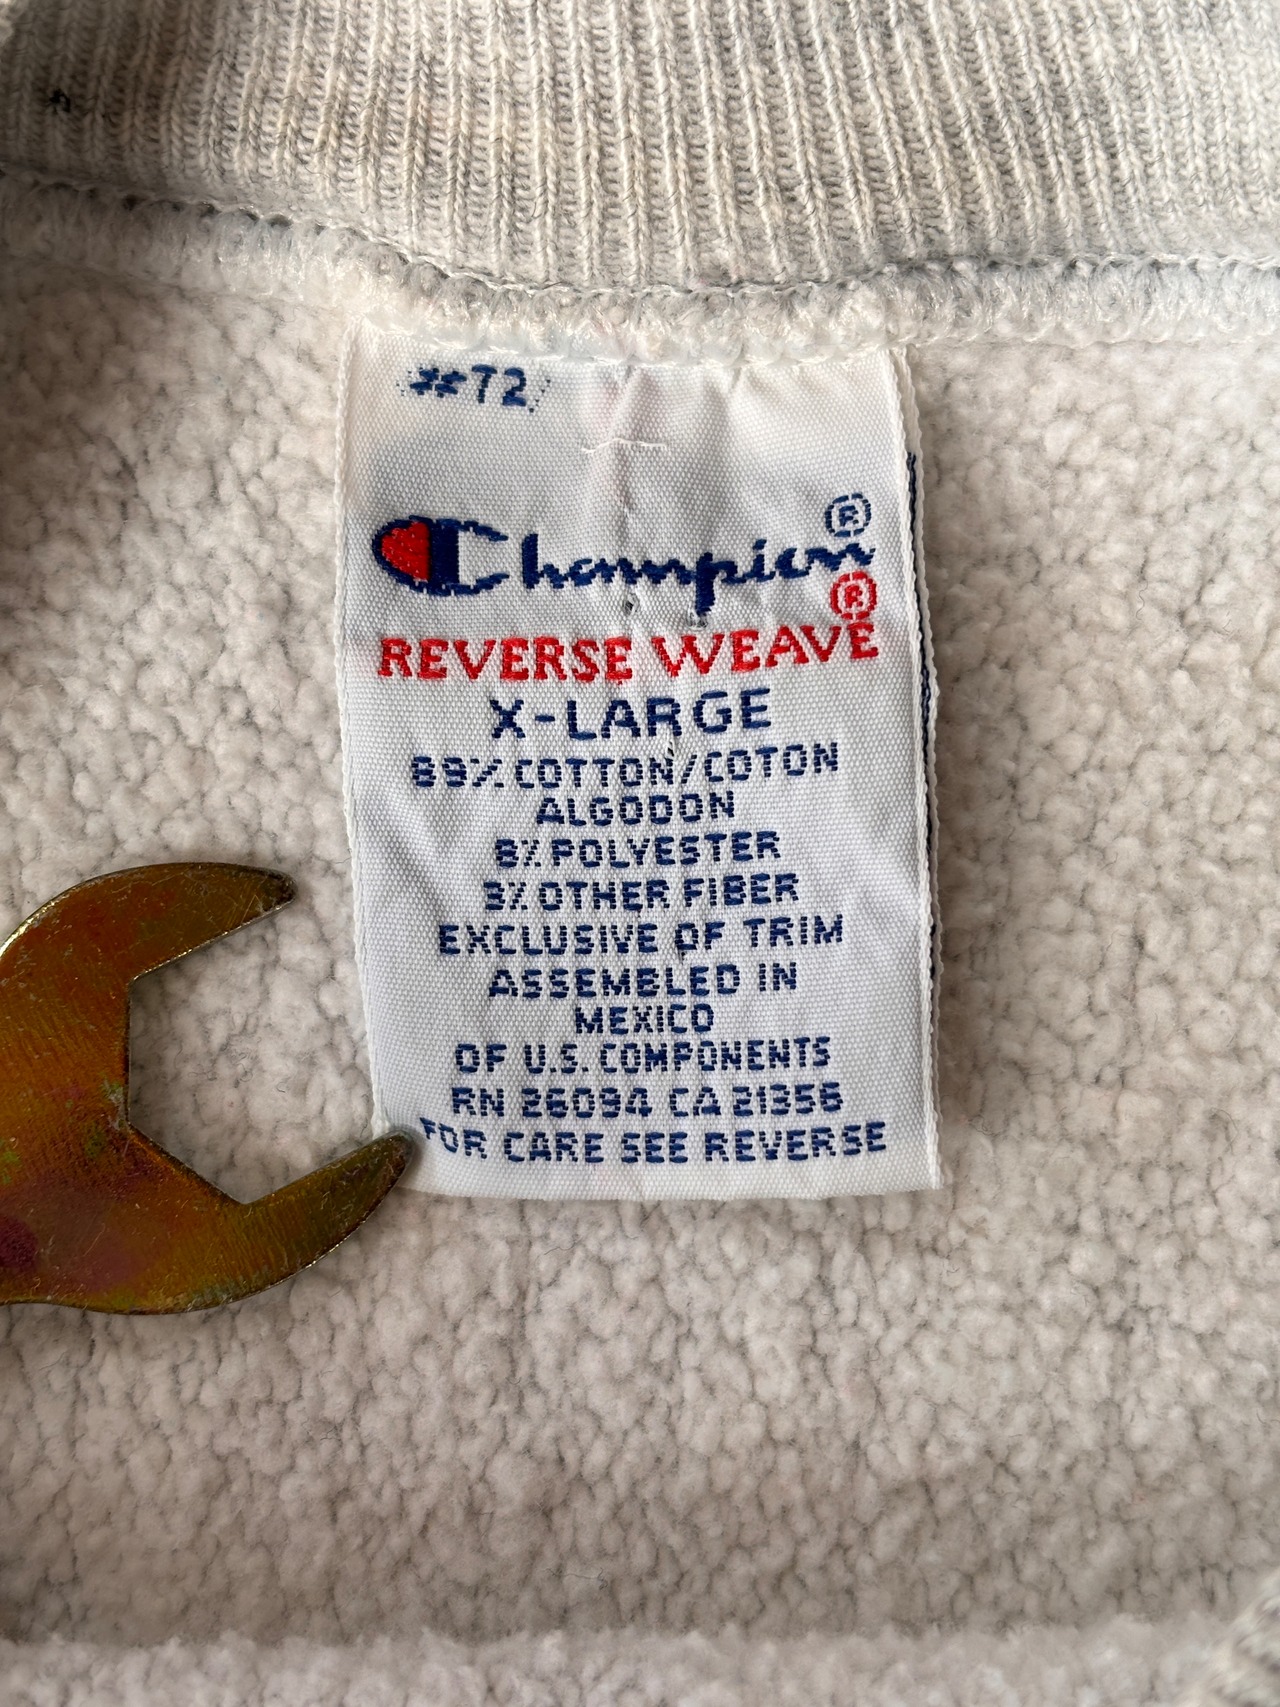 ##72
Champion®
REVERSE WEAVE®
X-LARGE
89% COTTON/COTON
ALGODON
8% POLYESTER
3% OTHER FIBER
EXCLUSIVE OF TRIM
ASSEMBLED IN
MEXICO
OF U.S. COMPONENTS
RN 26094 CA 21356
FOR CARE SEE REVERSE